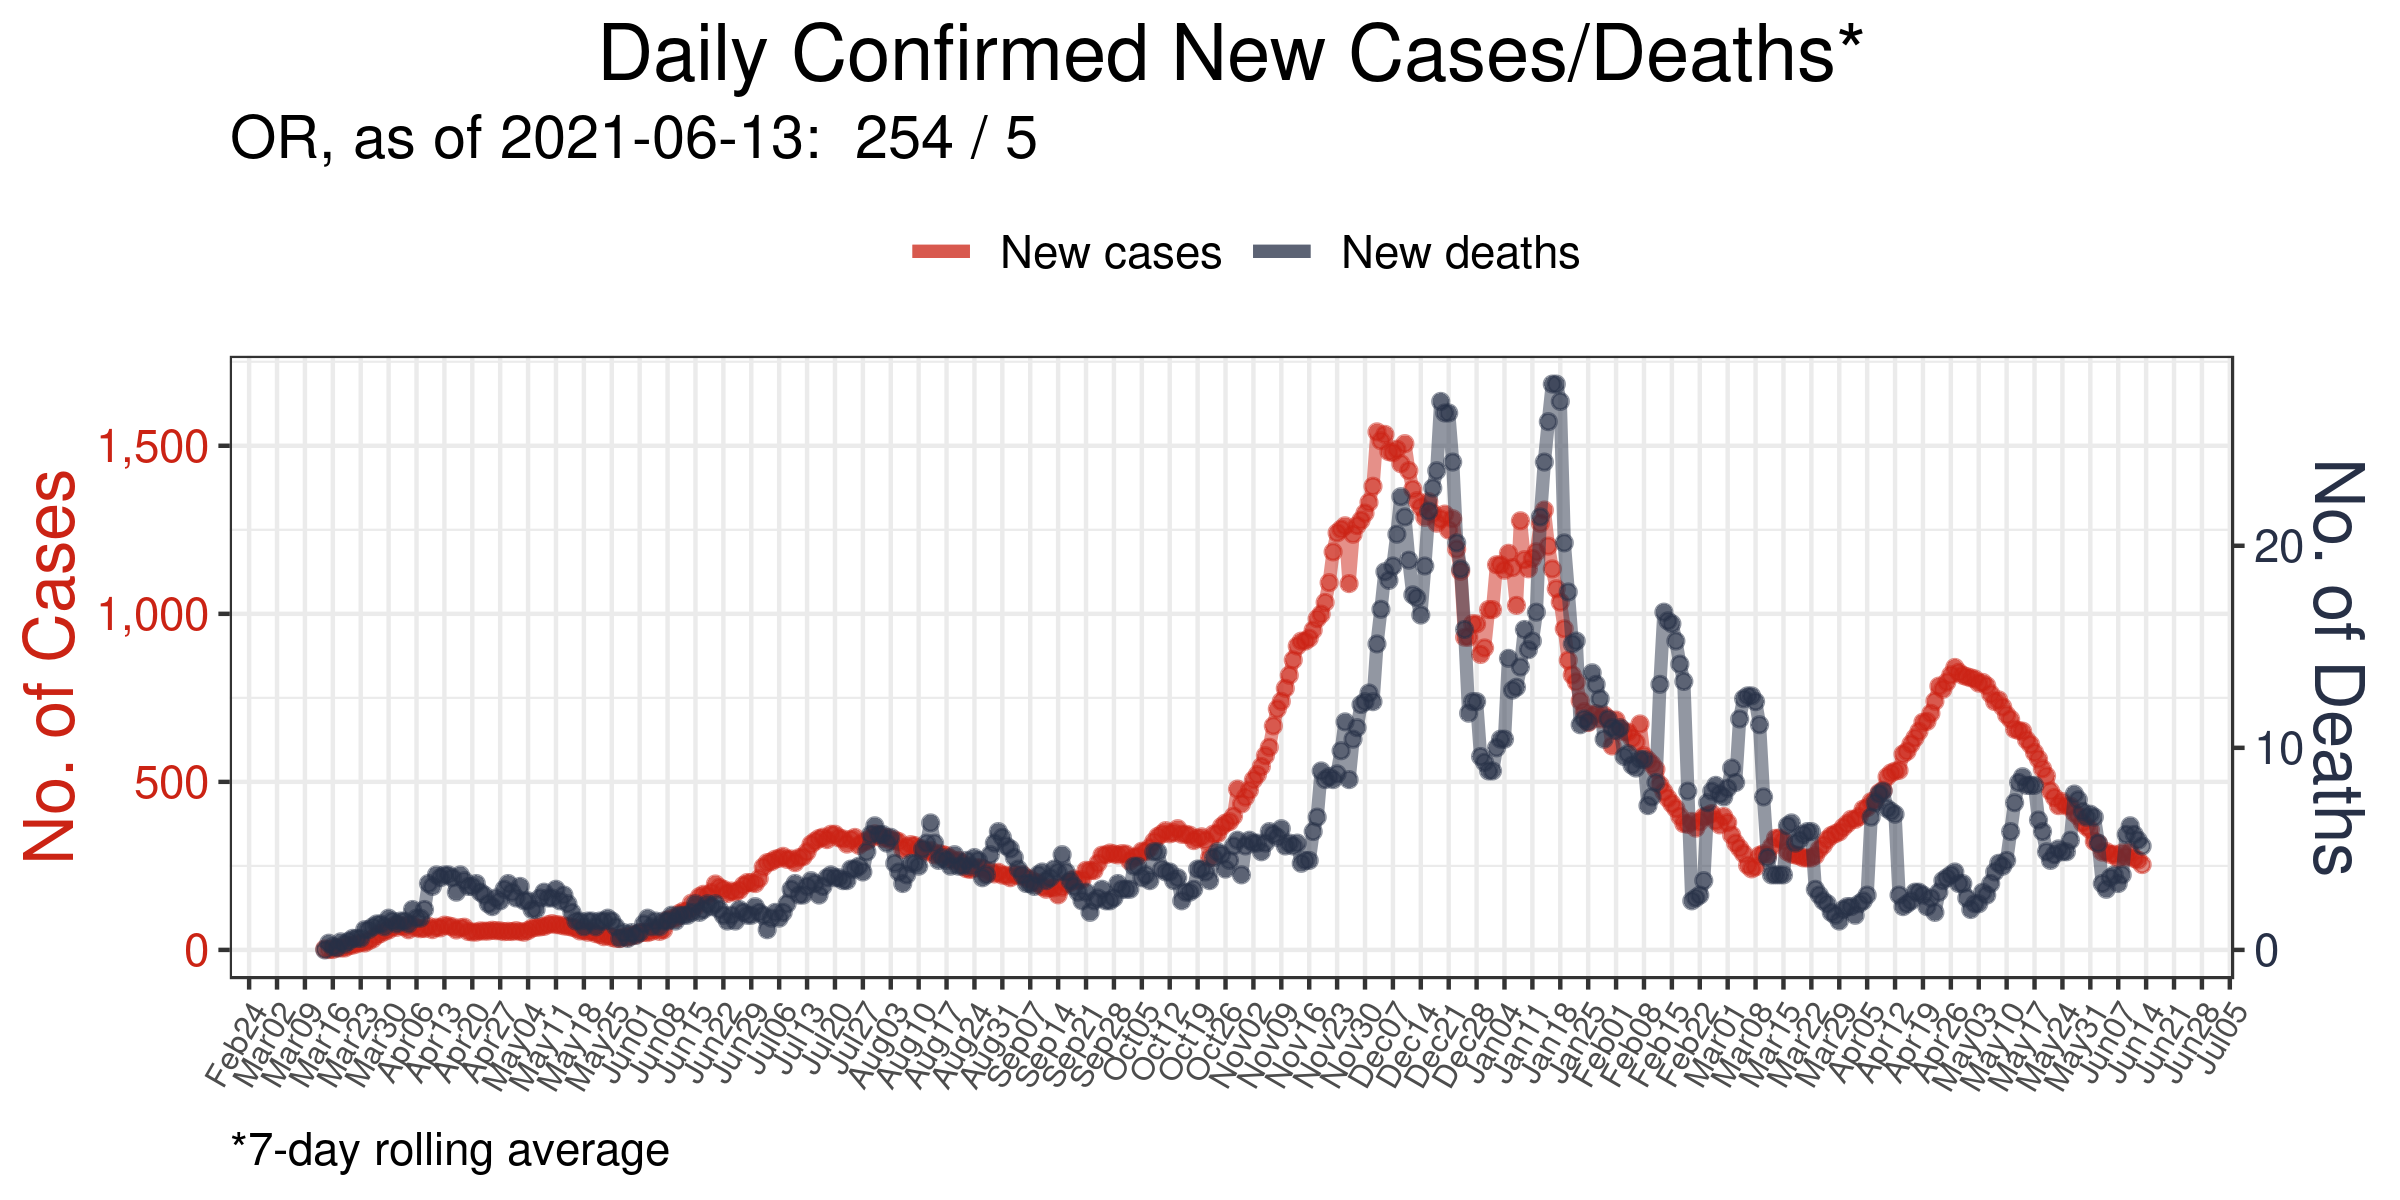 Daily Confirmed New Cases/Deaths*
OR, as of 2021-06-13:  254 / 5
New cases
New deaths
No. of Cases
1,500
1,000
500
0
No. of Deaths
20
10
0
Feb24
Mar02
Mar09
Mar16
Mar23
Mar30
Apr06
Apr13
Apr20
Apr27
May04
May11
May18
May25
Jun01
Jun08
Jun15
Jun22
Jun29
Jul06
Jul13
Jul20
Jul27
Aug03
Aug10
Aug17
Aug24
Aug31
Sep07
Sep14
Sep21
Sep28
Oct05
Oct12
Oct19
Oct26
Nov02
Nov09
Nov16
Nov23
Nov30
Dec07
Dec14
Dec21
Dec28
Jan04
Jan11
Jan18
Jan25
Feb01
Feb08
Feb15
Feb22
Mar01
Mar08
Mar15
Mar22
Mar29
Apr05
Apr12
Apr19
Apr26
May03
May10
May17
May24
May31
Jun07
Jun14
Jun21
Jun28
Jul05
*7-day rolling average